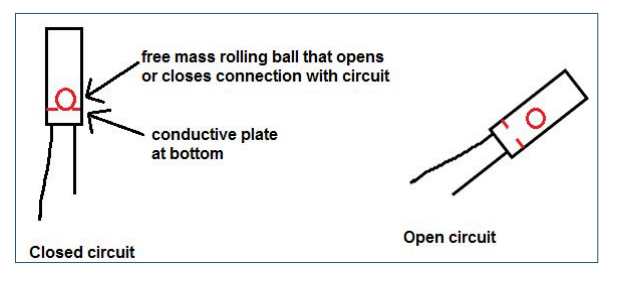 free mass rolling ball that opens
or closes connection with circuit
conductive plate
at bottom
Closed circuit
Open circuit